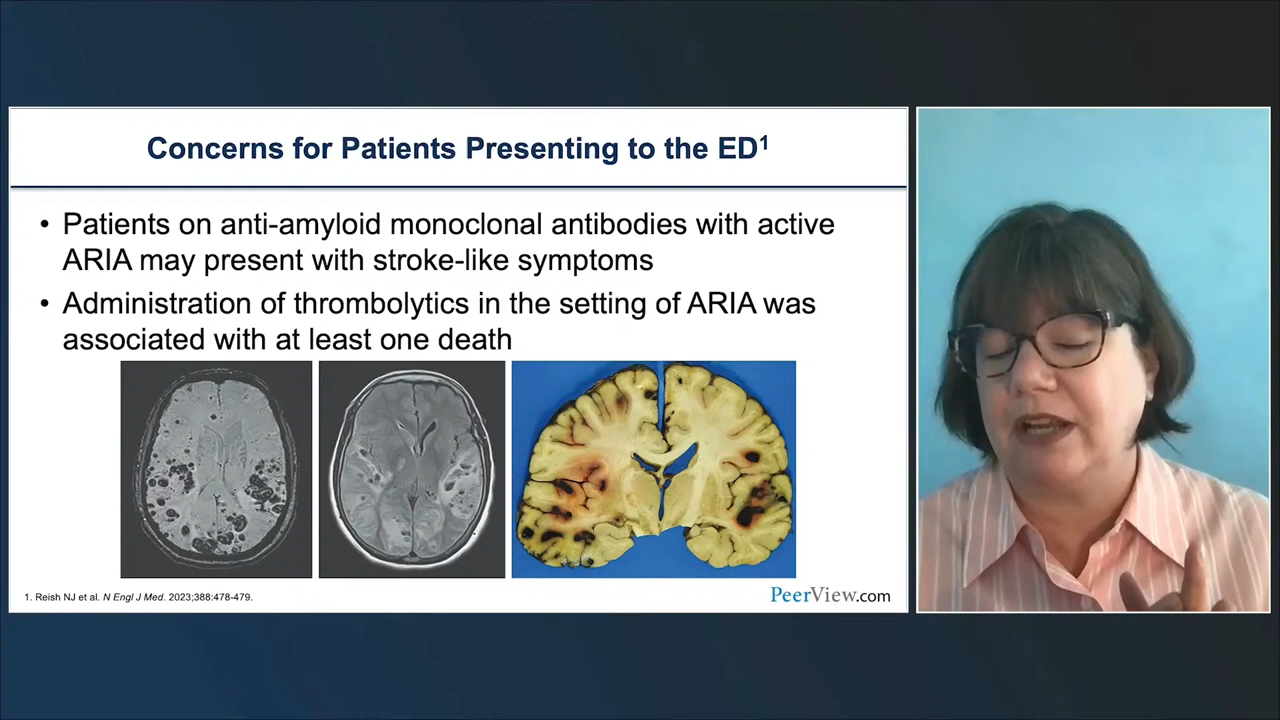 Concerns for Patients Presenting to the ED1
• Patients on anti-amyloid monoclonal antibodies with active
ARIA may present with stroke-like symptoms
• Administration of thrombolytics in the setting of ARIA was
associated with at least one death
1. Reish NJ et al. N Engl J Med. 2023;388:478-479.
PeerView.com